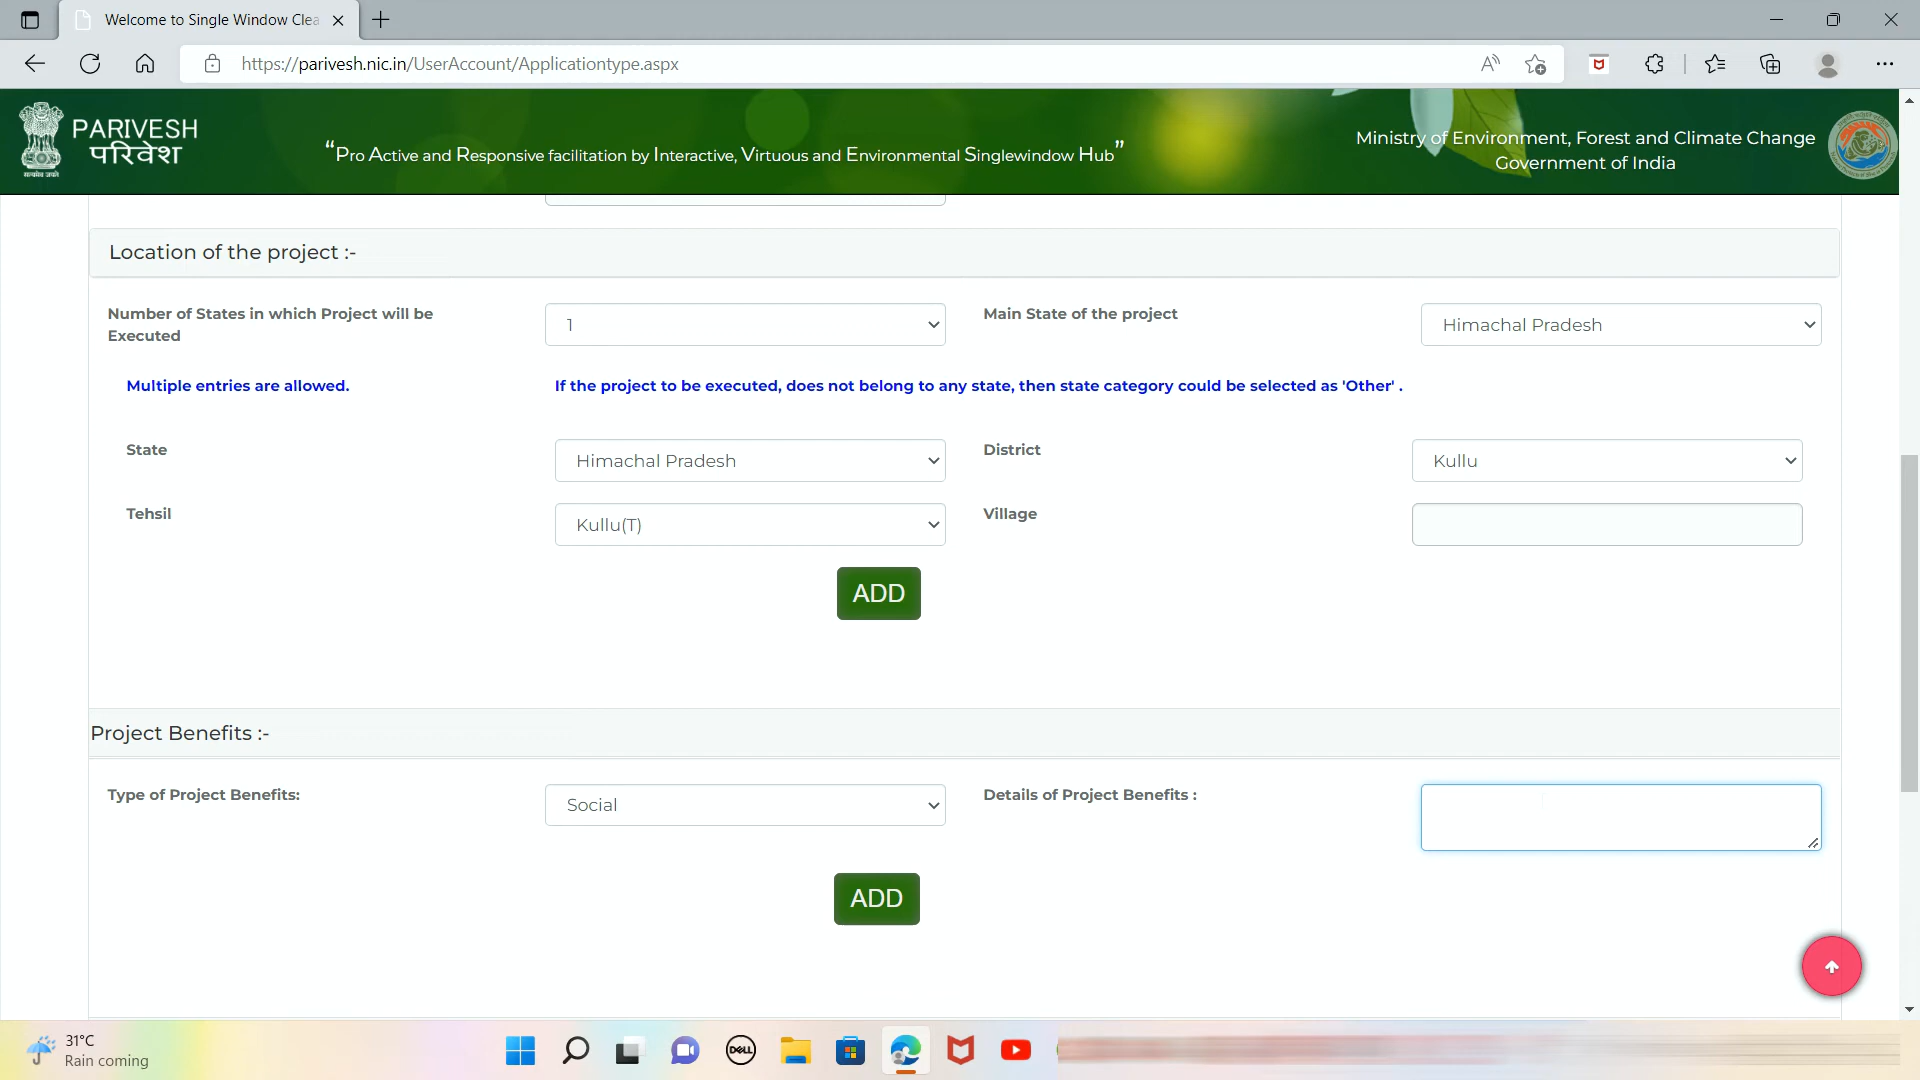 Welcome to Single Window Clea
https://parivesh.nic.in/UserAccount/Applicationtype.aspx
PARIVESH
परिवेश
सत्यमेव जयते
“Pro Active and Responsive facilitation by Interactive, Virtuous and Environmental Singlewindow Hub”
Ministry of Environment, Forest and Climate Change
Government of India
Location of the project :-
Number of States in which Project will be
Executed
1
Main State of the project
Himachal Pradesh
Multiple entries are allowed.
If the project to be executed, does not belong to any state, then state category could be selected as 'Other' .
State
Himachal Pradesh
District
Kullu
Tehsil
Kullu(T)
Village
ADD
Project Benefits :-
Type of Project Benefits:
Social
Details of Project Benefits :
ADD
31°C
Rain coming
DELL